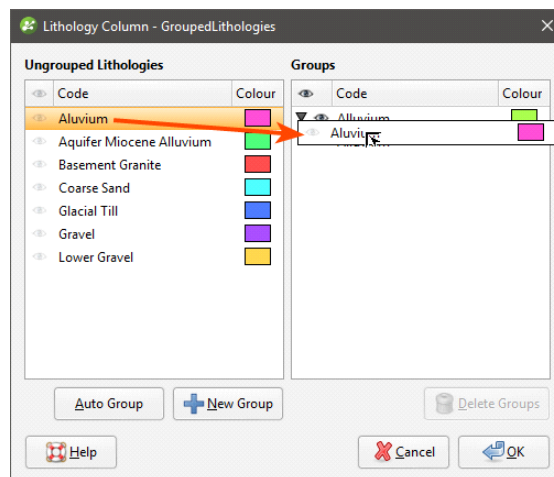 Lithology Column - GroupedLithologies
Ungrouped Lithologies
Groups
Code
Colour
Code
Colour
Aluvium
Aquifer Miocene Alluvium
Basement Granite
Coarse Sand
Glacial Till
Gravel
Lower Gravel
Alluvium
Aluvium
Auto Group
New Group
Delete Groups
Help
Cancel
OK